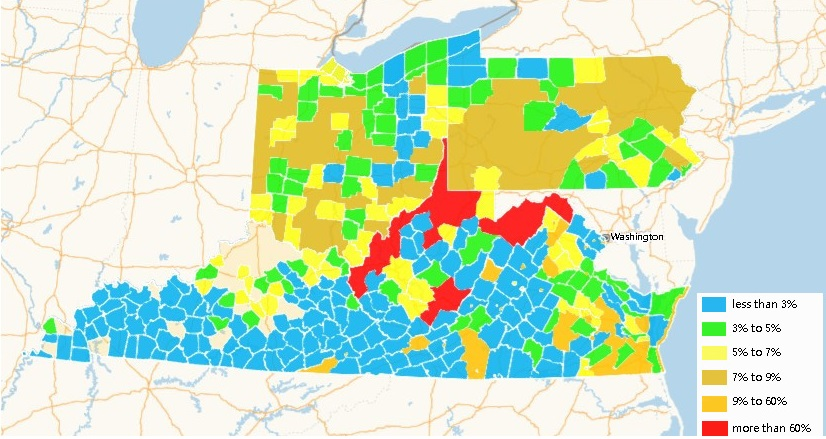 Washington
less than 3%
3% to 5%
5% to 7%
7% to 9%
9% to 60%
more than 60%